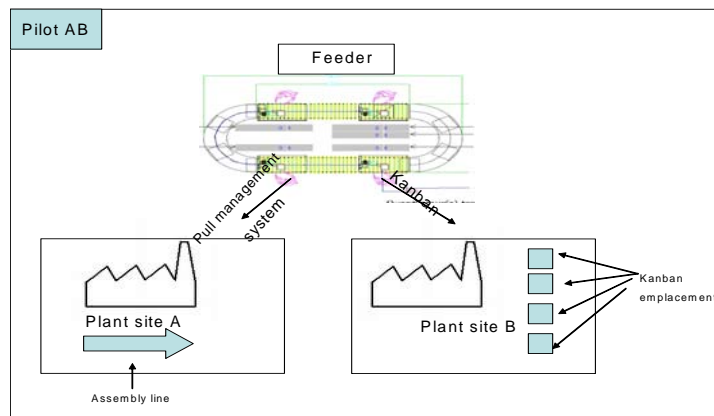 Pilot AB
Feeder
Pull management
system
Kanban
Plant site A
Plant site B
Kanban
emplacement
Assembly line